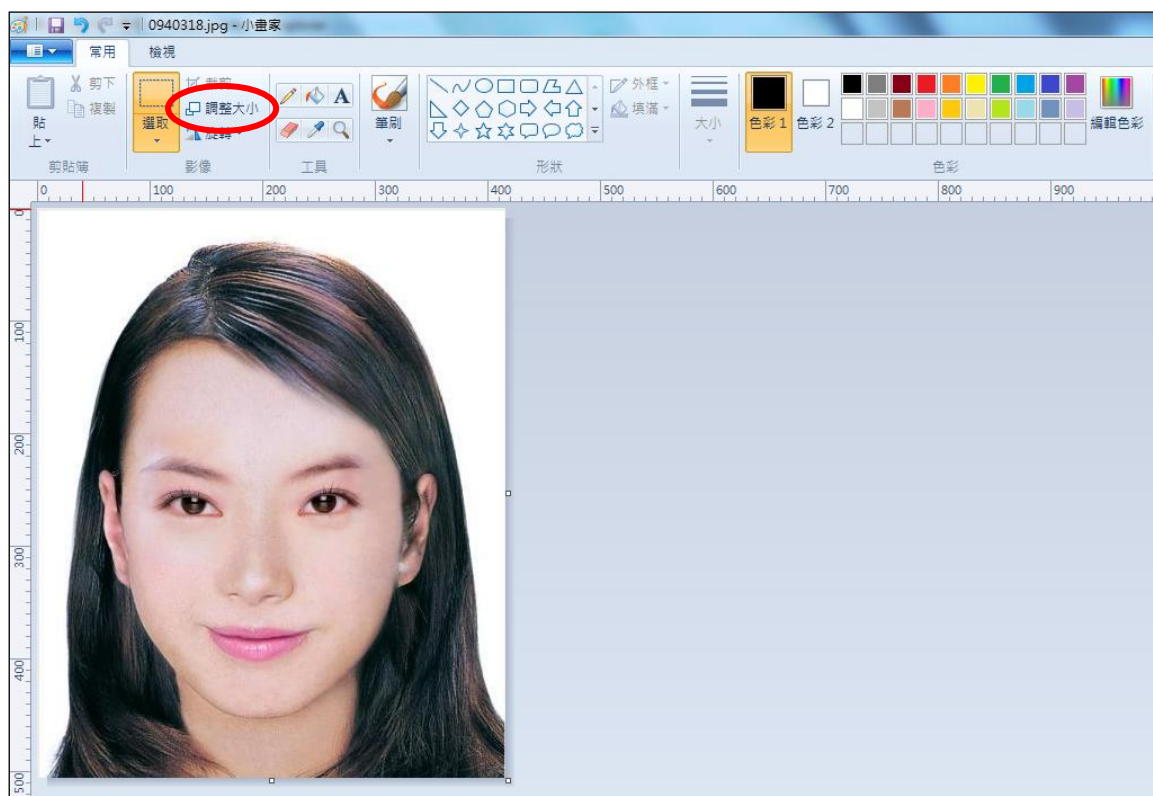 0940318.jpg - 小畫家
常用 檢視
剪下
複製
貼上
剪貼簿
選取
裁剪
調整大小
旋轉
影像
A
工具
筆刷
外框
填滿
形狀
大小
色彩 1
色彩 2
編輯色彩
色彩
0 100 200 300 400 500 600 700 800 900
0
100
200
300
400
500